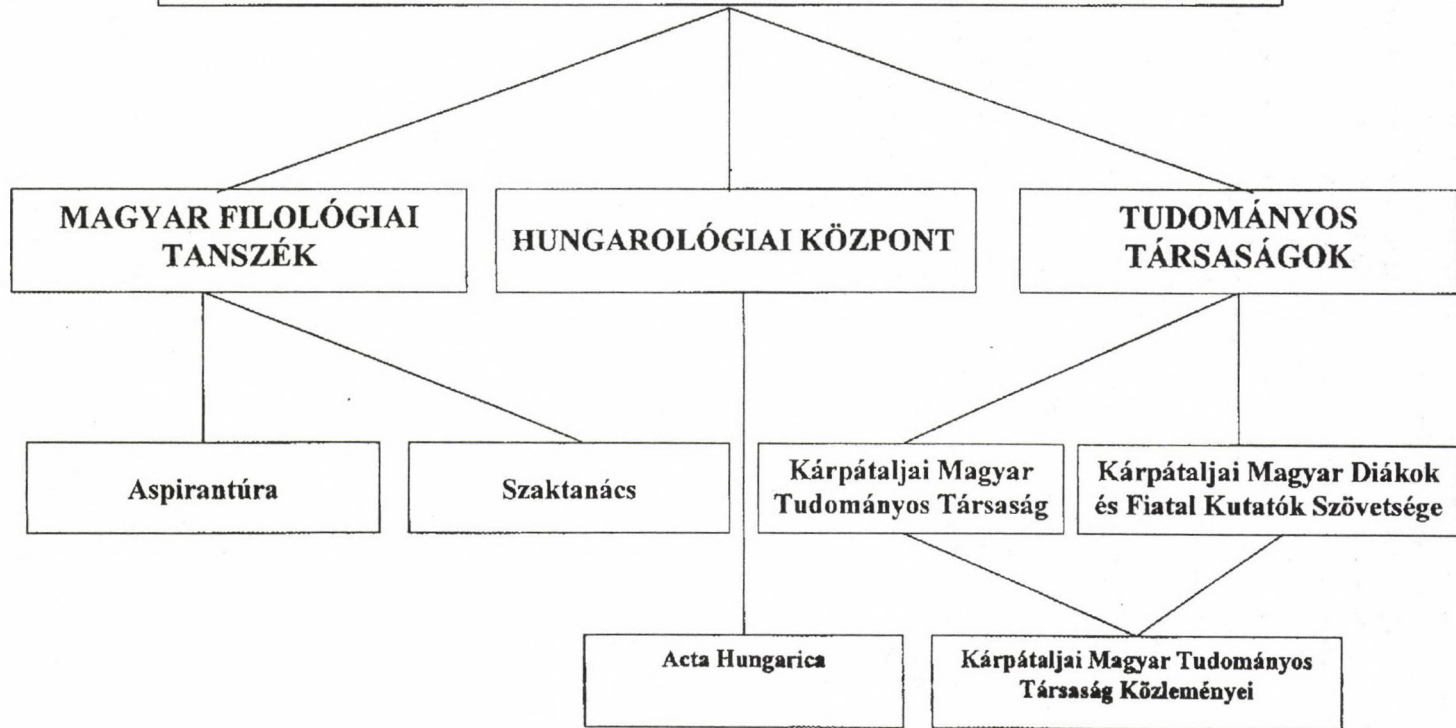 MAGYAR FILOLÓGIAI
TANSZÉK
HUNGAROLÓGIAI KÖZPONT
TUDOMÁNYOS
TÁRSASÁGOK
Aspirantúra
Szaktanács
Kárpátaljai Magyar
Tudományos Társaság
Kárpátaljai Magyar Diákok
és Fiatal Kutatók Szövetsége
Acta Hungarica
Kárpátaljai Magyar Tudományos
Társaság Közleményei